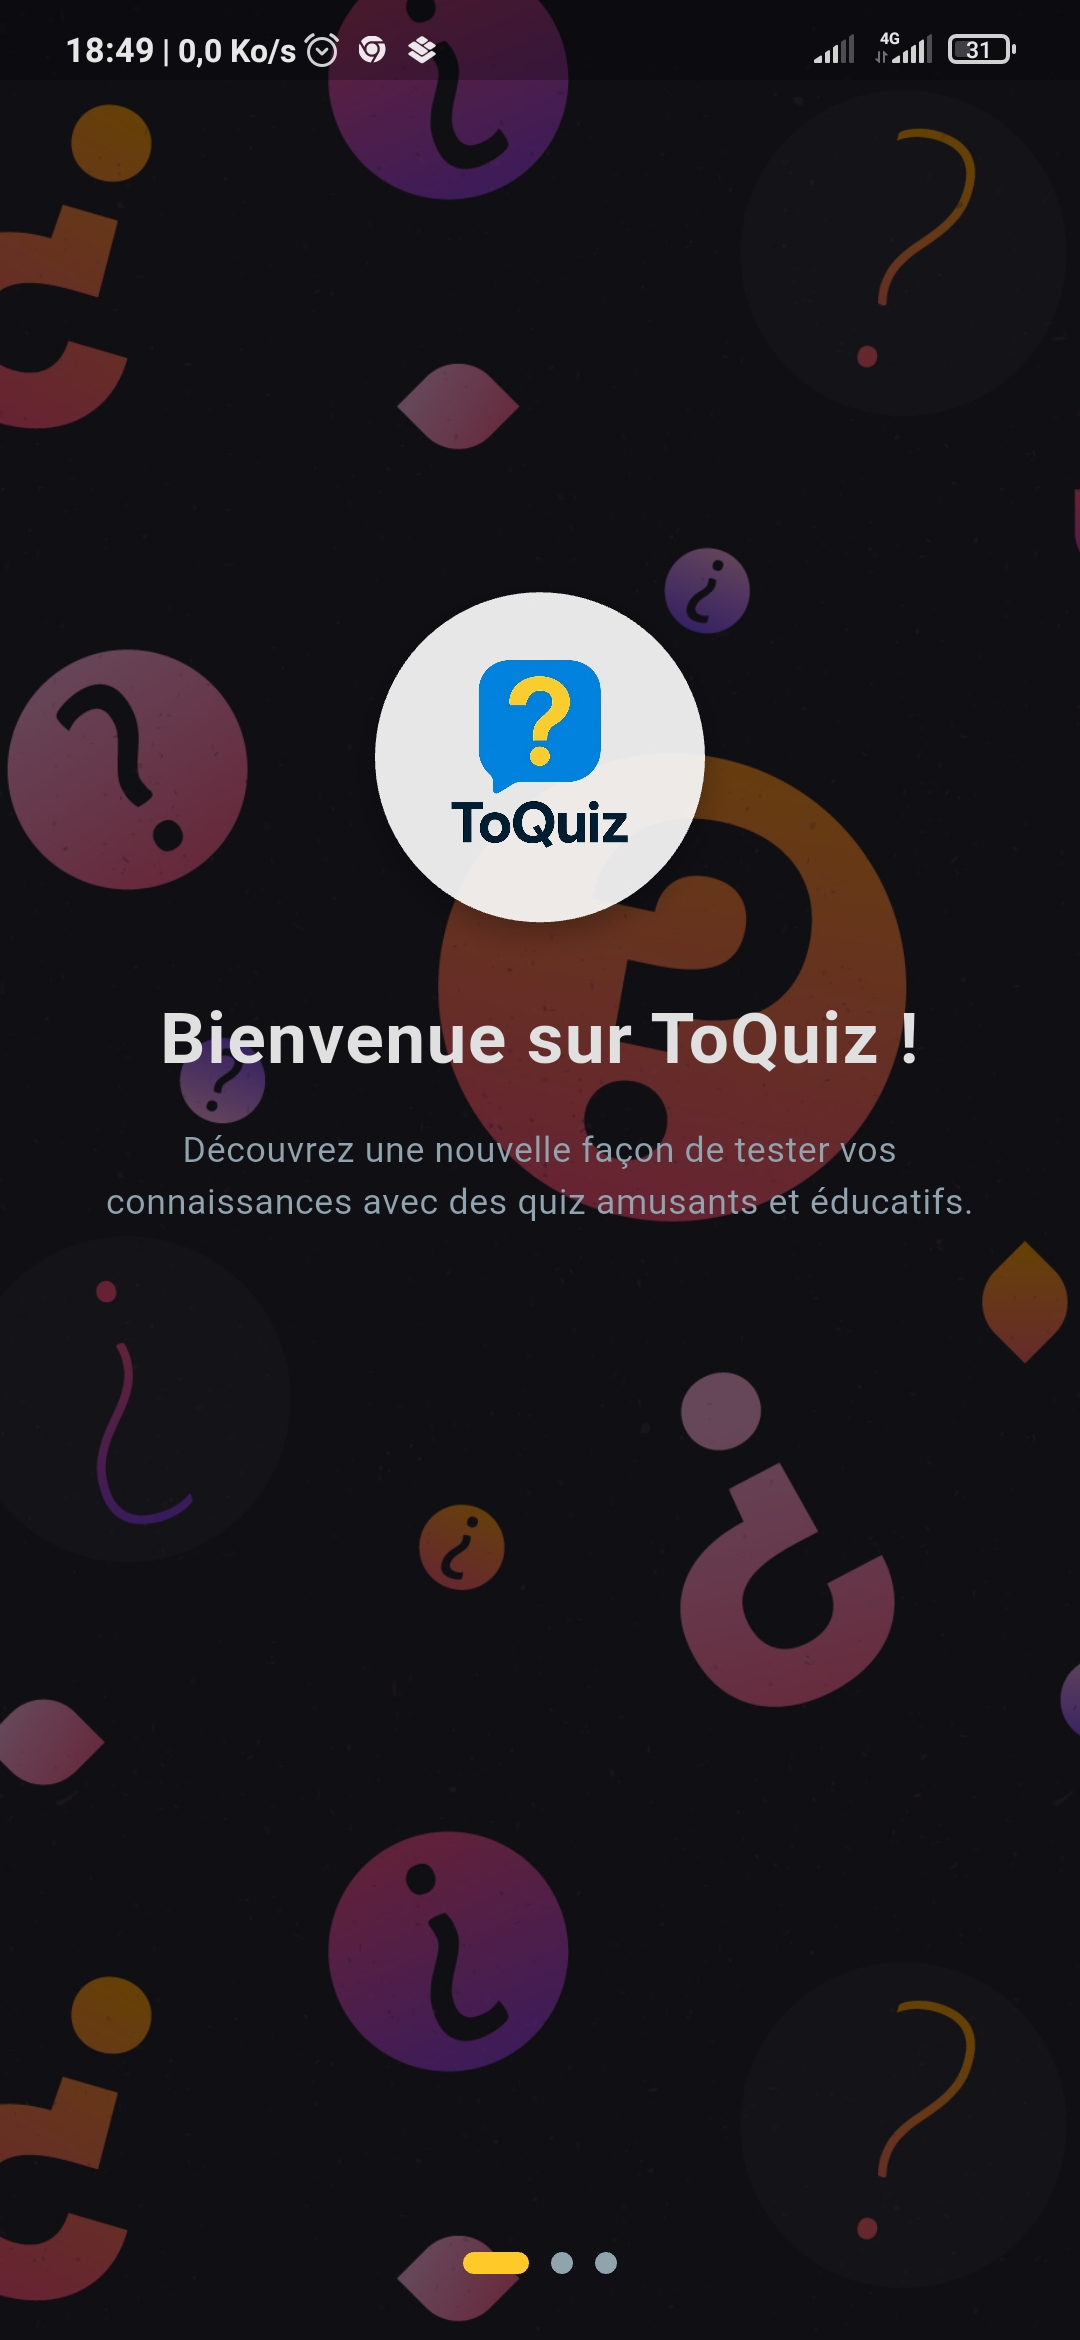 18:49 | 0,0 Ko/s
4G
31
?
ToQuiz
Bienvenue sur ToQuiz !
Découvrez une nouvelle façon de tester vos
connaissances avec des quiz amusants et éducatifs.